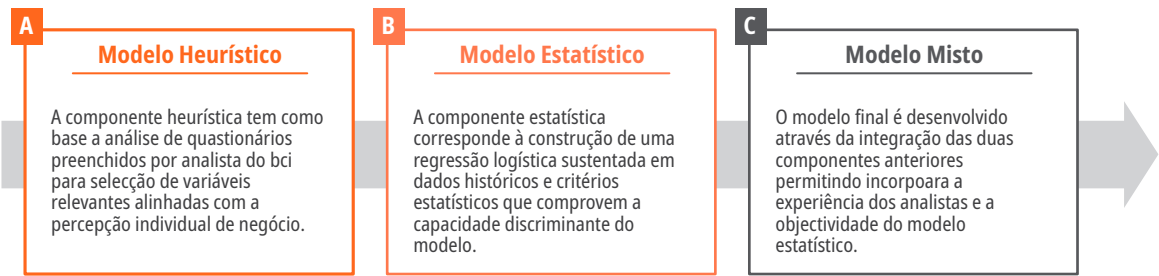 A
Modelo Heurístico
A componente heurística tem como
base a análise de quastionários
preenchidos por analista do bci
para selecção de variáveis
relevantes alinhadas com a
percepção individual de negócio.
B
Modelo Estatístico
A componente estatística
corresponde à construção de uma
regressão logística sustentada em
dados históricos e critérios
estatísticos que comprovem a
capacidade discriminante do
modelo.
C
Modelo Misto
O modelo final é desenvolvido
através da integração das duas
componentes anteriores
permitindo incorpoara a
experiência dos analistas e a
objectividade do modelo
estatístico.